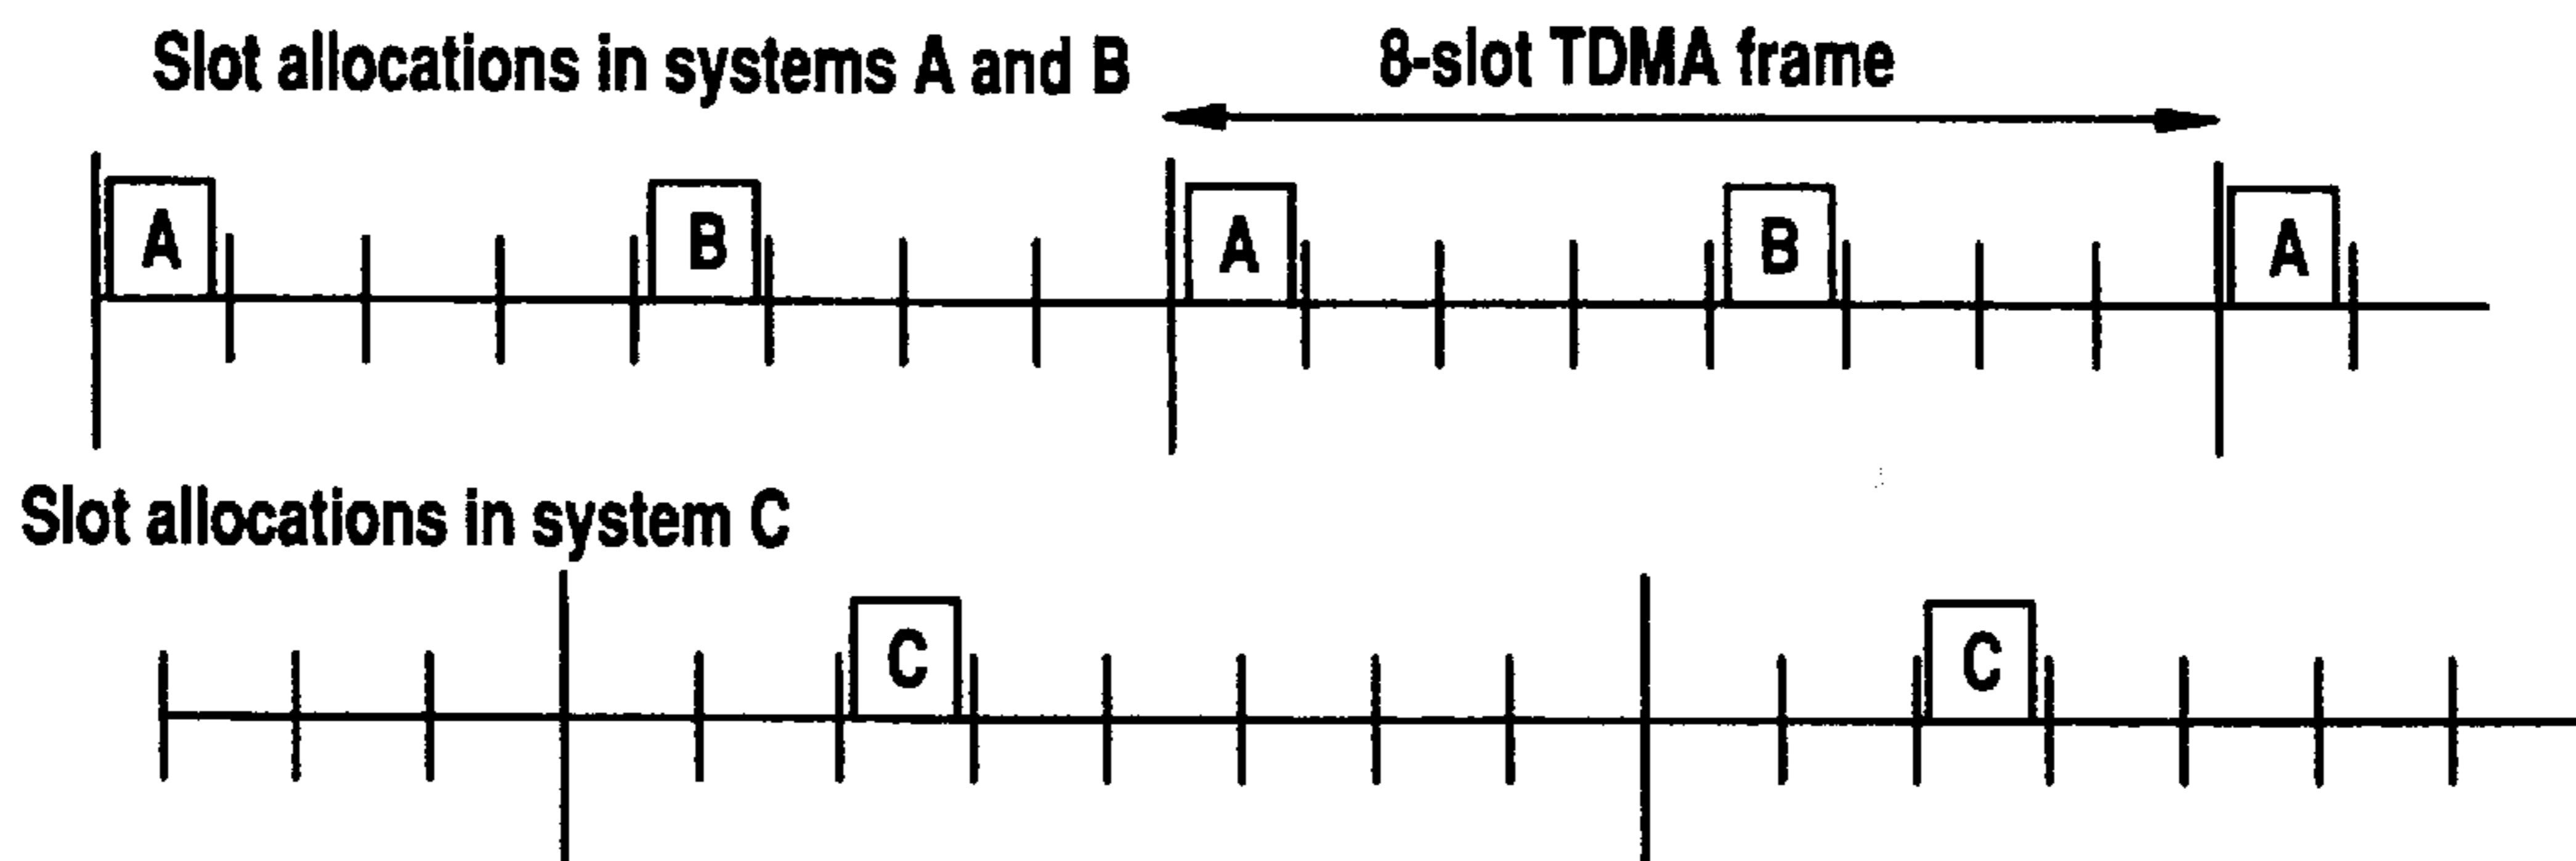 Slot allocations in systems A and B
8-slot TDMA frame
A B A B A
Slot allocations in system C
C C